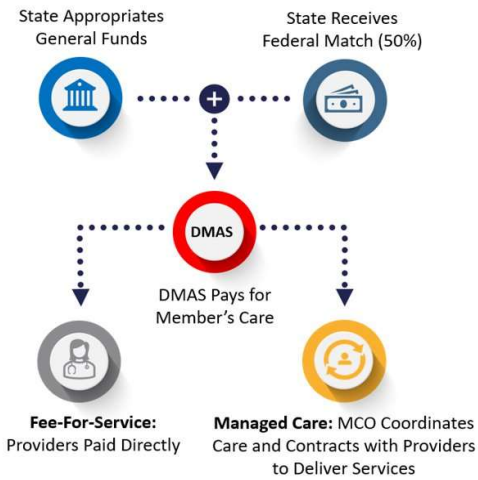 State Appropriates
General Funds
State Receives
Federal Match (50%)
DMAS
DMAS Pays for
Member's Care
Fee-For-Service:
Providers Paid Directly
Managed Care: MCO Coordinates
Care and Contracts with Providers
to Deliver Services